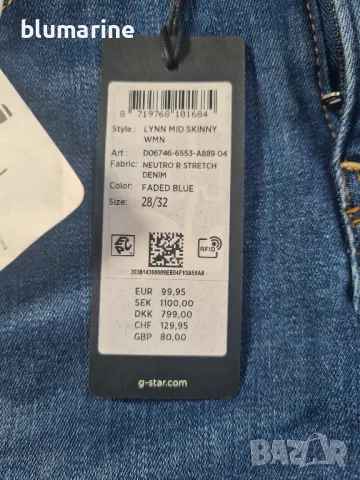 blumarine
8 719768 101684
Style : LYNN MID SKINNY
WMN
Art : D06746-6553-A889 04
Fabric: NEUTRO R STRETCH
DENIM
Color: FADED BLUE
Size: 28/32
RFID
EUR 99,95
SEK 1100,00
DKK 799,00
CHF 129,95
GBP 80,00
g-star.com
BAZAR